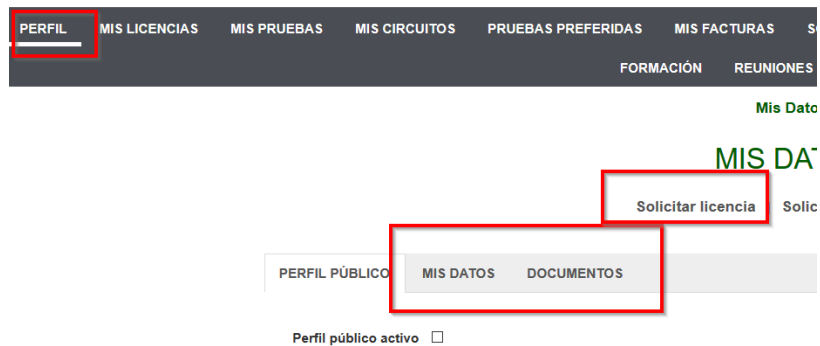 PERFIL MIS LICENCIAS MIS PRUEBAS MIS CIRCUITOS PRUEBAS PREFERIDAS MIS FACTURAS
FORMACIÓN REUNIONES
Mis Dato
MIS DAT
Solicitar licencia Solic
PERFIL PÚBLICO MIS DATOS DOCUMENTOS
Perfil público activo